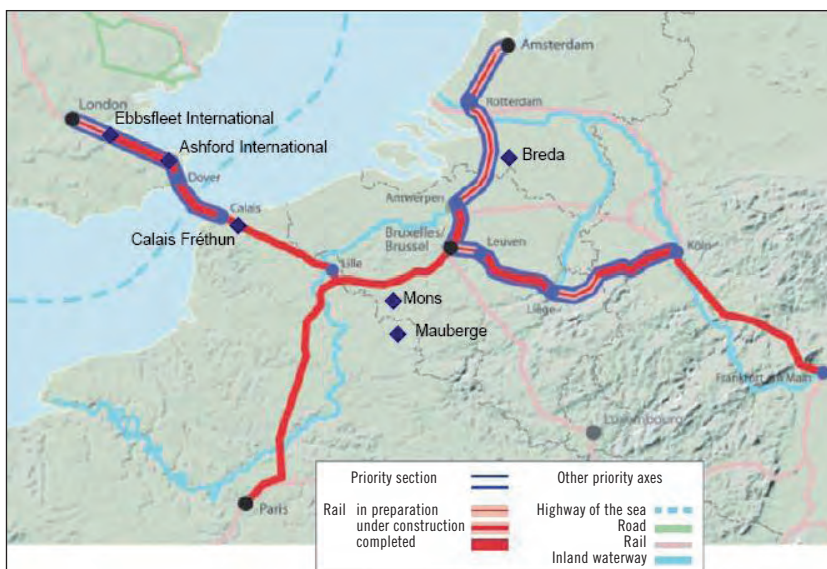 Amsterdam
London
Ebbsfleet International
Rotterdam
Ashford International
Breda
Dover
Calais
Antwerpen
Calais Fréthun
Bruxelles/
Brussel
Leuven
Köln
Lille
Liège
Mons
Mauberge
Frankfurt am Main
Luxembourg
Paris
Priority section
Other priority axes
Rail in preparation
under construction
completed
Highway of the sea
Road
Rail
Inland waterway